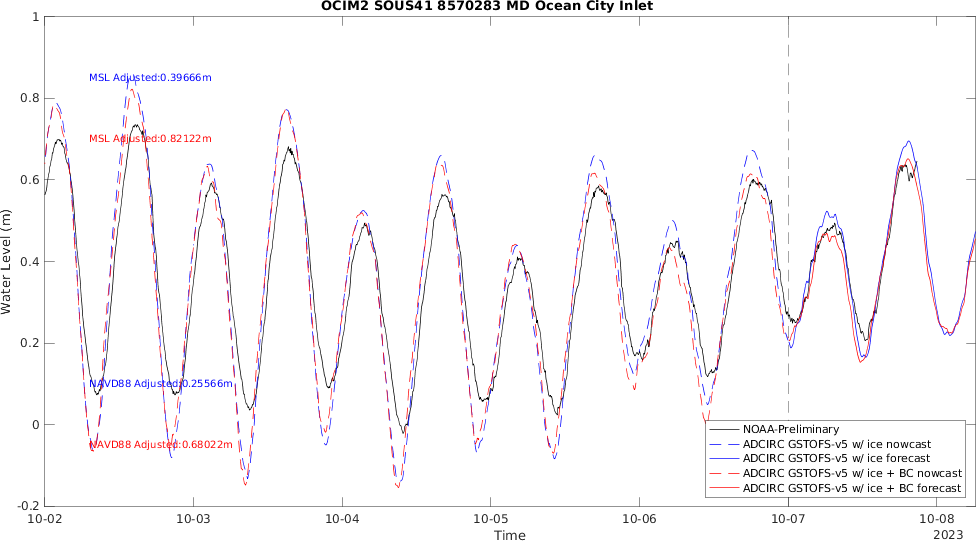 OCIM2 SOUS41 8570283 MD Ocean City Inlet
1
0.8
0.6
0.4
0.2
0
-0.2
Water Level (m)
MSL Adjusted:0.39666m
MSL Adjusted:0.82122m
NAVD88 Adjusted:0.25566m
NAVD88 Adjusted:0.68022m
NOAA-Preliminary
ADCIRC GSTOFS-v5 w/ ice nowcast
ADCIRC GSTOFS-v5 w/ ice forecast
ADCIRC GSTOFS-v5 w/ ice + BC nowcast
ADCIRC GSTOFS-v5 w/ ice + BC forecast
10-02 10-03 10-04 10-05 10-06 10-07 10-08
Time
2023